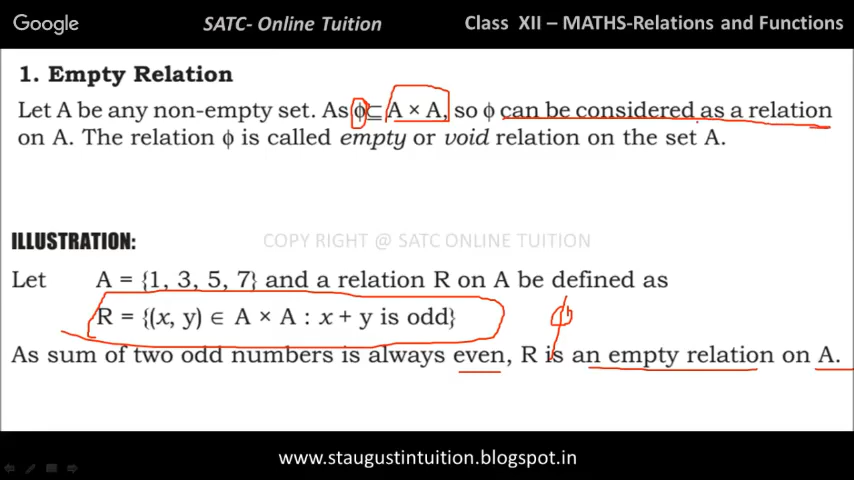 Google SATC- Online Tuition Class XII – MATHS-Relations and Functions
1. Empty Relation
Let A be any non-empty set. As ϕ ⊆ A × A, so ϕ can be considered as a relation
on A. The relation ϕ is called empty or void relation on the set A.
ILLUSTRATION:
COPY RIGHT @ SATC ONLINE TUITION
Let A = {1, 3, 5, 7} and a relation R on A be defined as
R = {(x, y) ∈ A × A : x + y is odd}
ϕ
As sum of two odd numbers is always even, R is an empty relation on A.
www.staugustintuition.blogspot.in